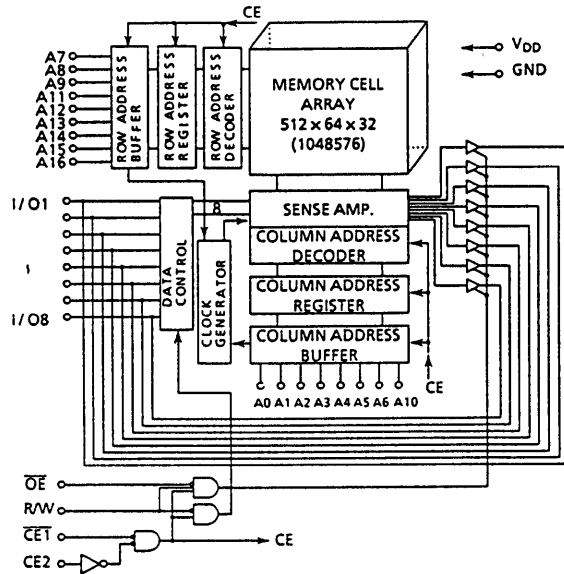 CE
A7
A8
A9
A11
A12
A13
A14
A15
A16
ROW ADDRESS BUFFER
ROW ADDRESS REGISTER
ROW ADDRESS DECODER
MEMORY CELL
ARRAY
512 x 64 x 32
(1048576)
VDD
GND
I/O1
I/O8
DATA CONTROL
8
CLOCK GENERATOR
SENSE AMP.
COLUMN ADDRESS
DECODER
COLUMN ADDRESS
REGISTER
COLUMN ADDRESS
BUFFER
A0 A1 A2 A3 A4 A5 A6 A10
CE
OE
R/W
CE1
CE2
CE